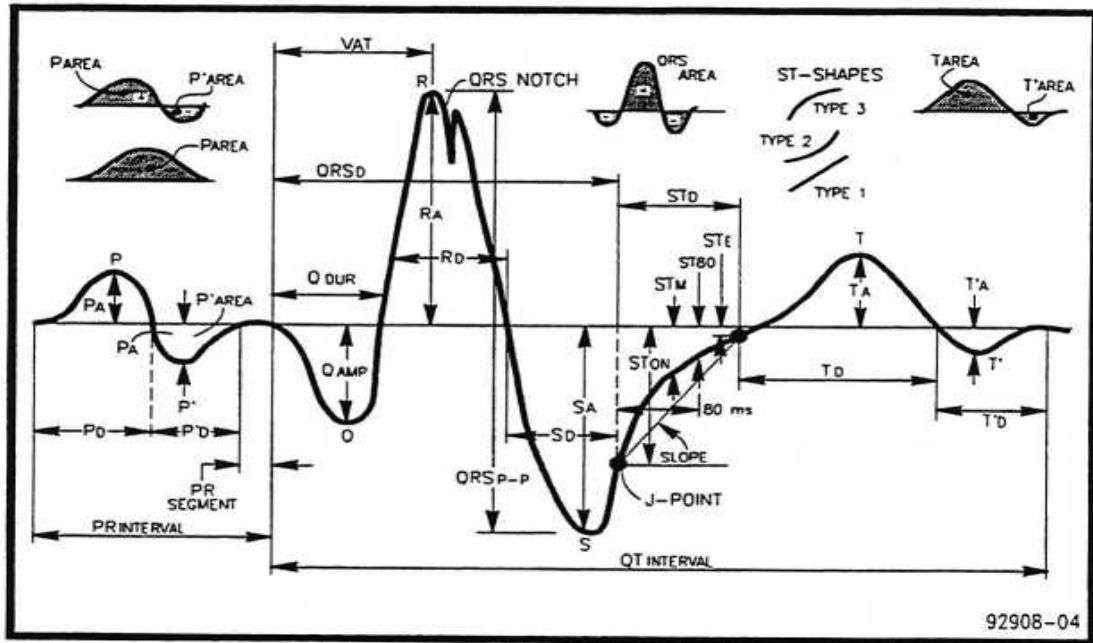 VAT
PAREA
P'AREA
PAREA
R
QRS NOTCH
QRS
AREA
ST-SHAPES
TYPE 3
TYPE 2
TYPE 1
TAREA
T'AREA
QRSD
STD
RA
RD
STE
ST80
STM
P
PA
P'AREA
PA
Q DUR
T
TA
T'A
Q AMP
STON
SA
80 ms
TD
T'
P'
Q
PD
P'D
SD
SLOPE
T'D
QRSP-P
J-POINT
PR
SEGMENT
PR INTERVAL
S
QT INTERVAL
92908-04